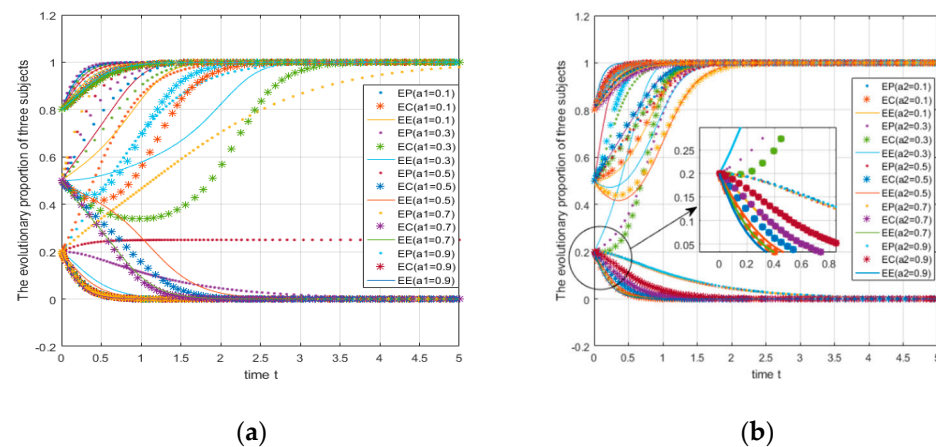 The evolutionary proportion of three subjects
1.2
1
0.8
0.6
0.4
0.2
0
-0.2
0 0.5 1 1.5 2 2.5 3 3.5 4 4.5 5
time t
EP(a1=0.1)
EC(a1=0.1)
EE(a1=0.1)
EP(a1=0.3)
EC(a1=0.3)
EE(a1=0.3)
EP(a1=0.5)
EC(a1=0.5)
EE(a1=0.5)
EP(a1=0.7)
EC(a1=0.7)
EE(a1=0.7)
EP(a1=0.9)
EC(a1=0.9)
EE(a1=0.9)
(a)
The evolutionary proportion of three subjects
1.2
1
0.8
0.6
0.4
0.2
0
-0.2
0 0.5 1 1.5 2 2.5 3 3.5 4 4.5 5
time t
0.25
0.2
0.15
0.1
0.05
0 0.2 0.4 0.6 0.8
EP(a2=0.1)
EC(a2=0.1)
EE(a2=0.1)
EP(a2=0.3)
EC(a2=0.3)
EE(a2=0.3)
EP(a2=0.5)
EC(a2=0.5)
EE(a2=0.5)
EP(a2=0.7)
EC(a2=0.7)
EE(a2=0.7)
EP(a2=0.9)
EC(a2=0.9)
EE(a2=0.9)
(b)